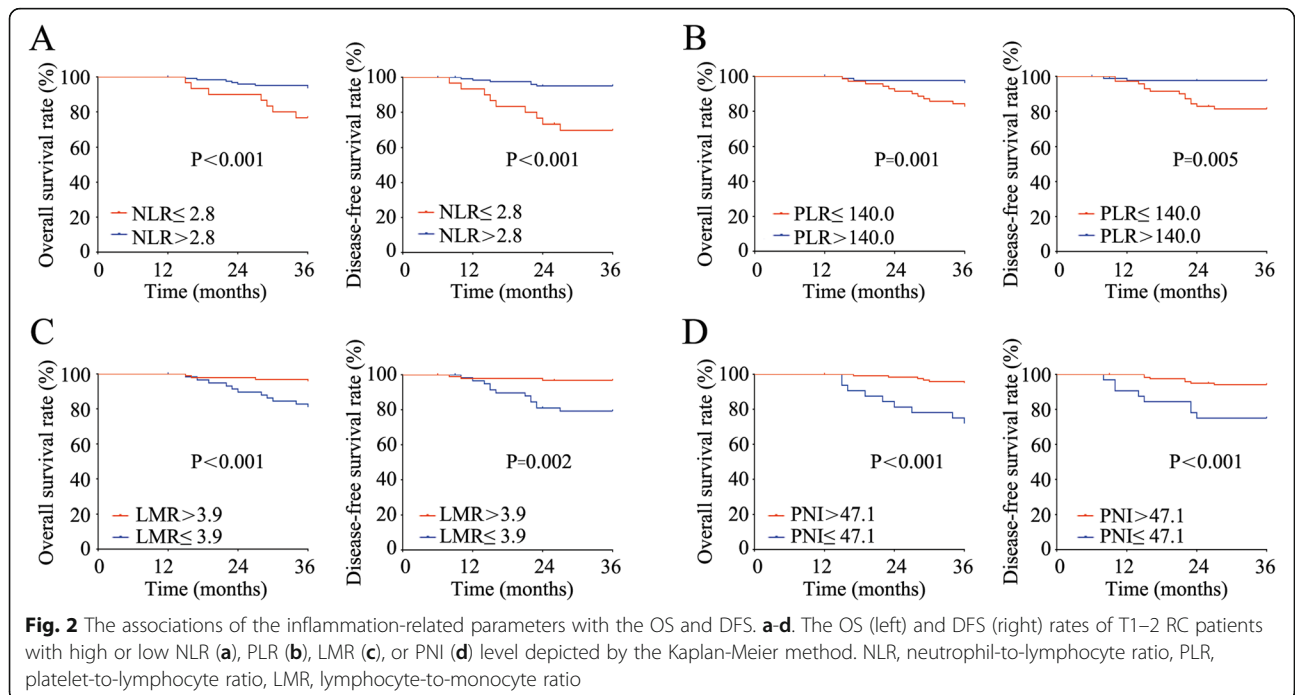 A
Overall survival rate (%)
100
80
60
40
20
0
P<0.001
NLR≤ 2.8
NLR>2.8
0 12 24 36
Time (months)
Disease-free survival rate (%)
100
80
60
40
20
0
P<0.001
NLR≤ 2.8
NLR>2.8
0 12 24 36
Time (months)
B
Overall survival rate (%)
100
80
60
40
20
0
P=0.001
PLR≤ 140.0
PLR>140.0
0 12 24 36
Time (months)
Disease-free survival rate (%)
100
80
60
40
20
0
P=0.005
PLR≤ 140.0
PLR>140.0
0 12 24 36
Time (months)
C
Overall survival rate (%)
100
80
60
40
20
0
P<0.001
LMR>3.9
LMR≤ 3.9
0 12 24 36
Time (months)
Disease-free survival rate (%)
100
80
60
40
20
0
P=0.002
LMR>3.9
LMR≤ 3.9
0 12 24 36
Time (months)
D
Overall survival rate (%)
100
80
60
40
20
0
P<0.001
PNI>47.1
PNI≤ 47.1
0 12 24 36
Time (months)
Disease-free survival rate (%)
100
80
60
40
20
0
P<0.001
PNI>47.1
PNI≤ 47.1
0 12 24 36
Time (months)
Fig. 2 The associations of the inflammation-related parameters with the OS and DFS. a-d. The OS (left) and DFS (right) rates of T1–2 RC patients
with high or low NLR (a), PLR (b), LMR (c), or PNI (d) level depicted by the Kaplan-Meier method. NLR, neutrophil-to-lymphocyte ratio, PLR,
platelet-to-lymphocyte ratio, LMR, lymphocyte-to-monocyte ratio